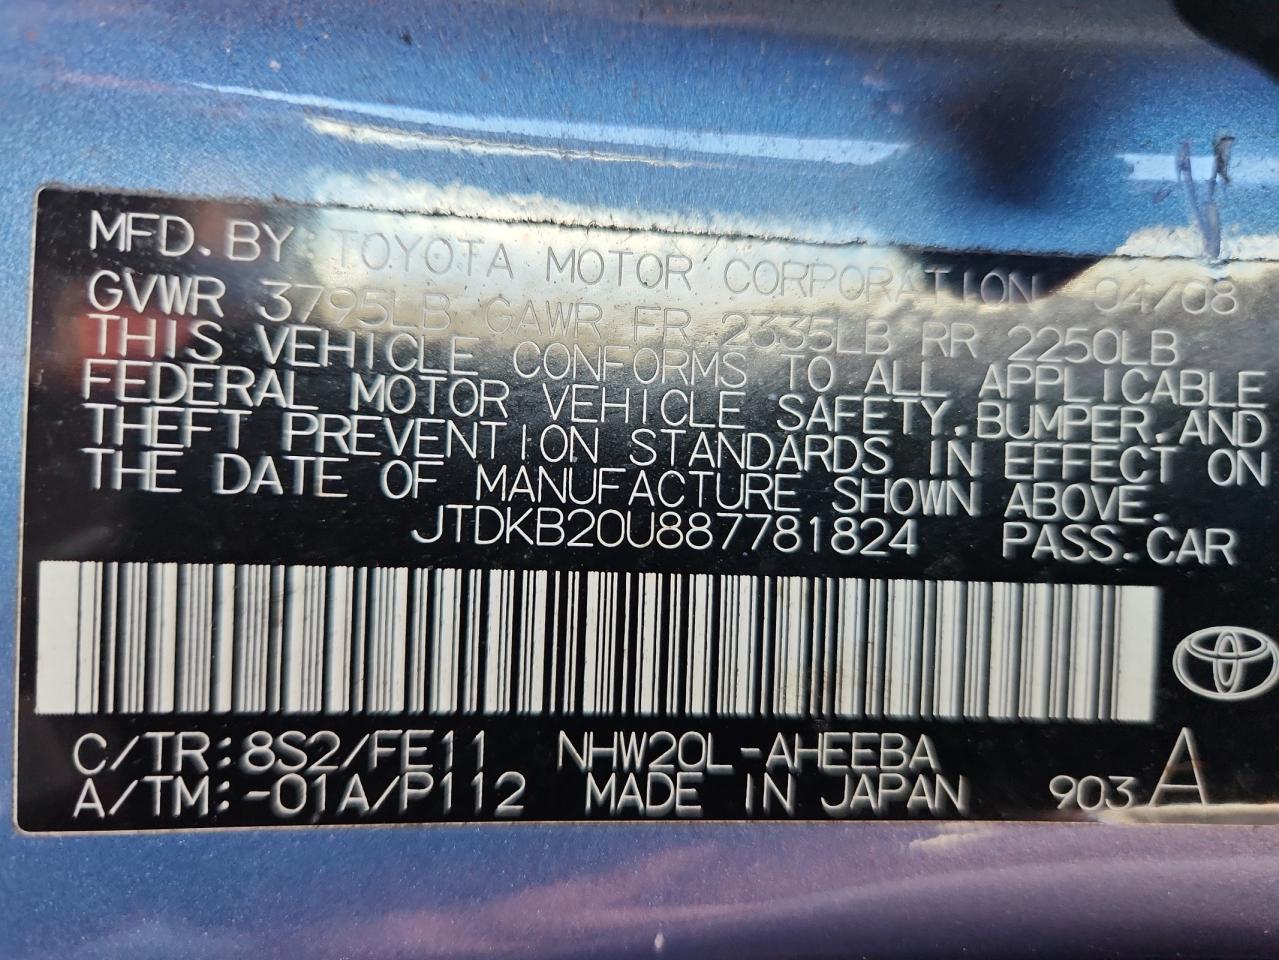 MFD. BY TOYOTA MOTOR CORPORATION 04/08
GVWR 3795LB GAWR FR 2335LB RR 2250LB
THIS VEHICLE CONFORMS TO ALL APPLICABLE
FEDERAL MOTOR VEHICLE SAFETY, BUMPER, AND
THEFT PREVENTION STANDARDS IN EFFECT ON
THE DATE OF MANUFACTURE SHOWN ABOVE.
JTDKB20U887781824 PASS. CAR
C/TR:8S2/FE11 NHW20L-AHEEBA
A/TM:-01A/P112 MADE IN JAPAN 903 A